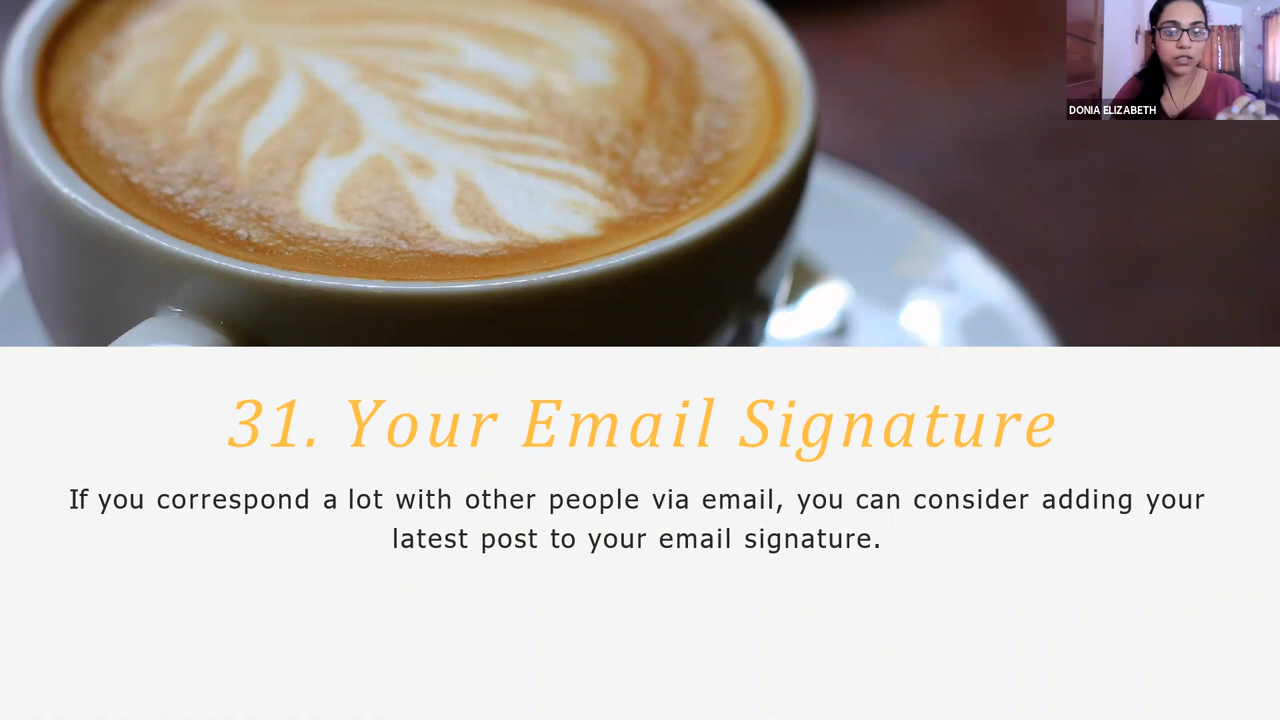 DONIA ELIZABETH
31. Your Email Signature
If you correspond a lot with other people via email, you can consider adding your
latest post to your email signature.